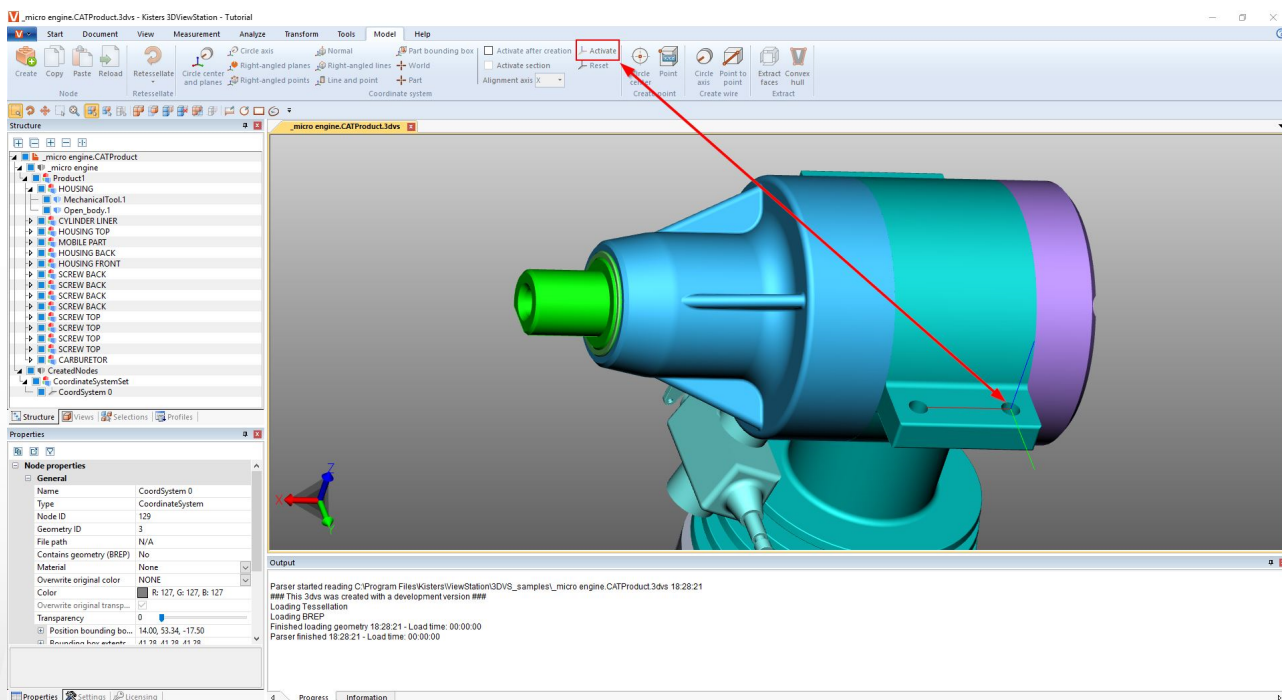 _micro engine.CATProduct.3dvs - Kisters 3DViewStation - Tutorial
Start Document View Measurement Analyze Transform Tools Model Help
Create Copy Paste Reload
Node
Retessellate
Retessellate
Circle center and planes
Circle axis
Right-angled planes
Right-angled points
Normal
Right-angled lines
Line and point
Part bounding box
World
Part
Activate after creation
Activate section
Alignment axis X
Activate
Reset
Coordinate system
Circle center
Point
Create point
Circle axis
Point to point
Create wire
Extract faces
Convex hull
Extract
Structure
_micro engine.CATProduct.3dvs
_micro engine.CATProduct
_micro engine
Product1
HOUSING
MechanicalTool.1
Open_body.1
CYLINDER LINER
HOUSING TOP
MOBILE PART
HOUSING BACK
HOUSING FRONT
SCREW BACK
SCREW BACK
SCREW BACK
SCREW BACK
SCREW TOP
SCREW TOP
SCREW TOP
SCREW TOP
CARBURETOR
CreatedNodes
CoordinateSystemSet
CoordSystem 0
Structure Views Selections Profiles
Properties
Node properties
General
Name CoordSystem 0
Type CoordinateSystem
Node ID 129
Geometry ID 3
File path N/A
Contains geometry (BREP) No
Material None
Overwrite original color NONE
Color R: 127, G: 127, B: 127
Overwrite original transp...
Transparency 0
Position bounding bo... 14.00, 53.34, -17.50
Bounding box extents 41.28, 41.28, 41.28
Properties Settings Licensing
Z
X
Output
Parser started reading C:\Program Files\Kisters\ViewStation\3DVS_samples\_micro engine.CATProduct.3dvs 18:28:21
### This 3dvs was created with a development version ###
Loading Tessellation
Loading BREP
Finished loading geometry 18:28:21 - Load time: 00:00:00
Parser finished 18:28:21 - Load time: 00:00:00
Progress Information